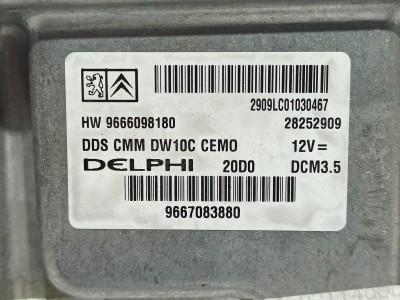 2909LC01030467
HW 9666098180 28252909
DDS CMM DW10C CEMO 12V=
DELPHI 20D0 DCM3.5
9667083880